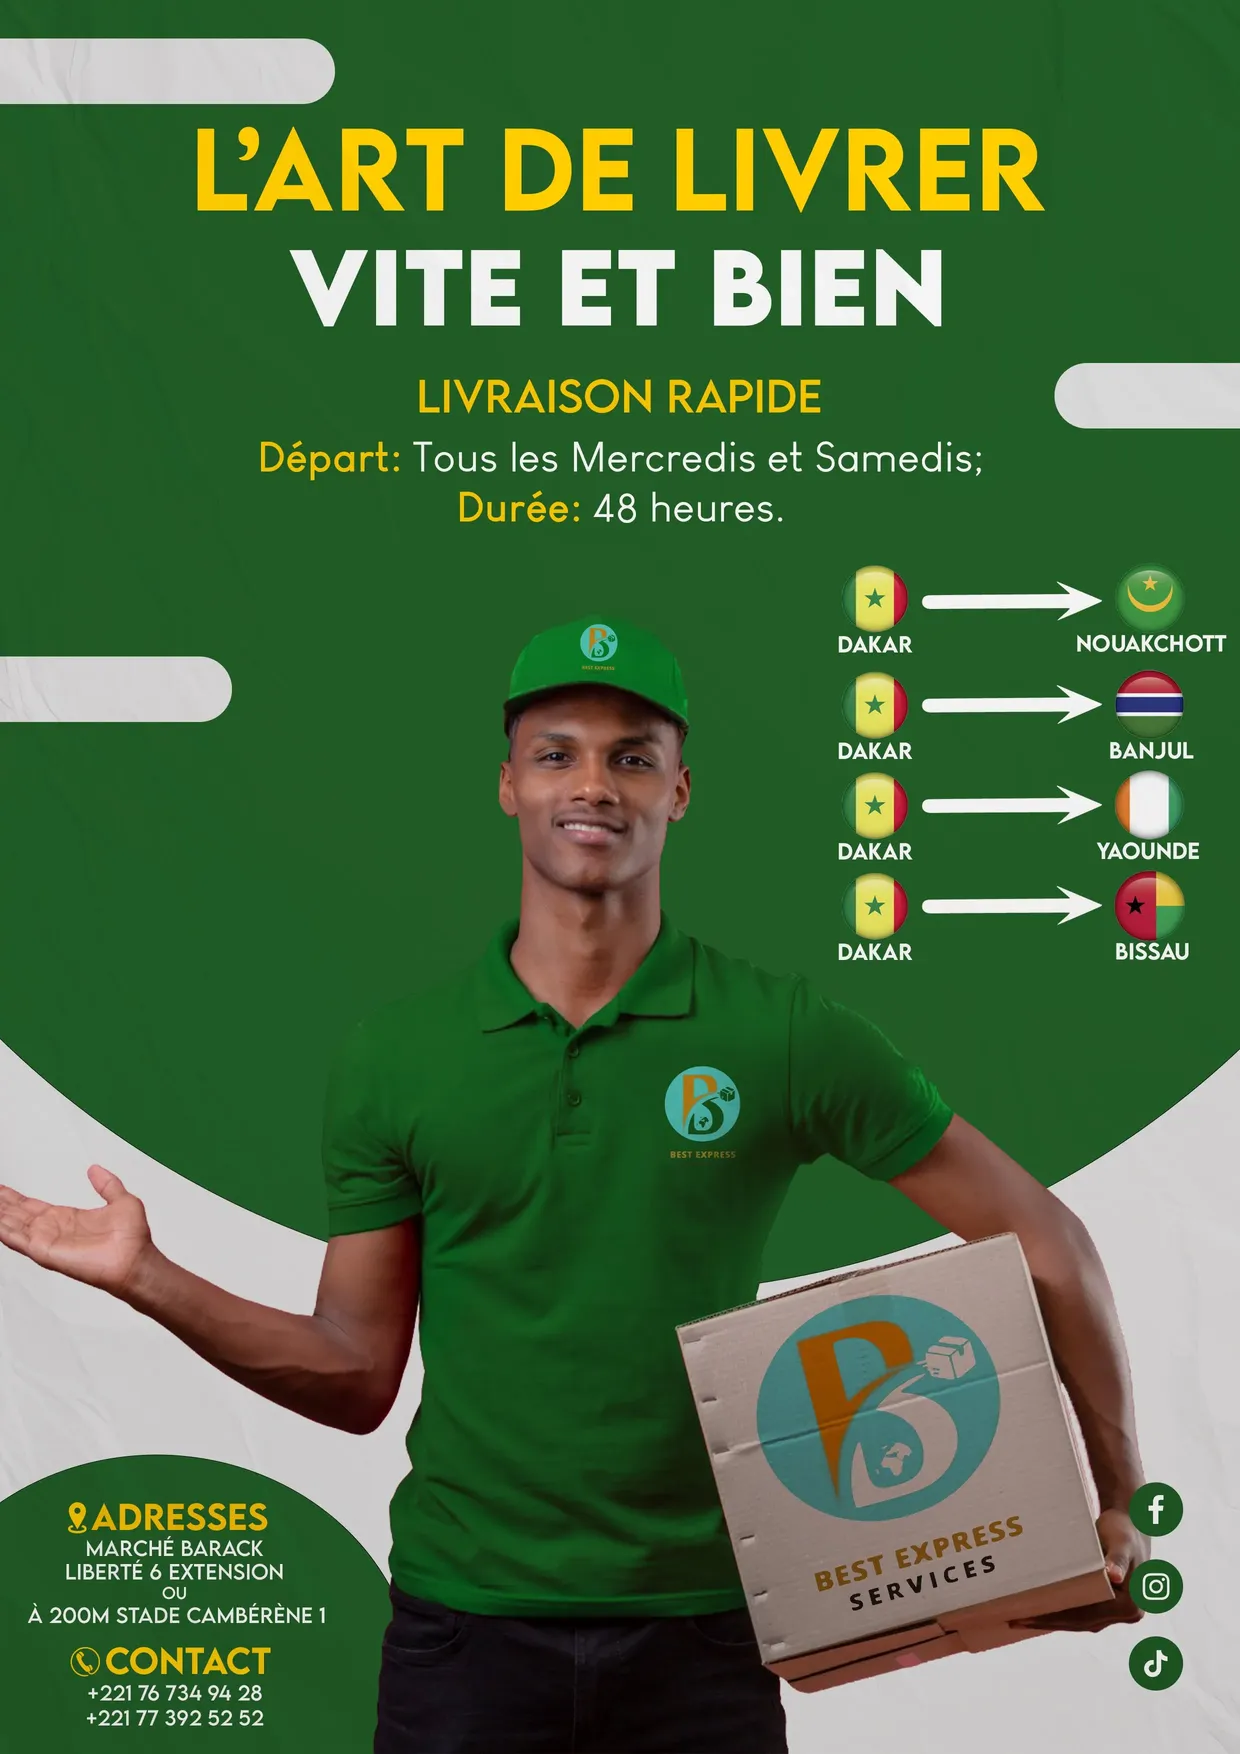 L'ART DE LIVRER
VITE ET BIEN
LIVRAISON RAPIDE
Départ: Tous les Mercredis et Samedis;
Durée: 48 heures.
DAKAR NOUAKCHOTT
DAKAR BANJUL
DAKAR YAOUNDE
DAKAR BISSAU
BEST EXPRESS
BEST EXPRESS
BEST EXPRESS
SERVICES
ADRESSES
MARCHÉ BARACK
LIBERTÉ 6 EXTENSION
OU
À 200M STADE CAMBÉRÈNE 1
CONTACT
+221 76 734 94 28
+221 77 392 52 52